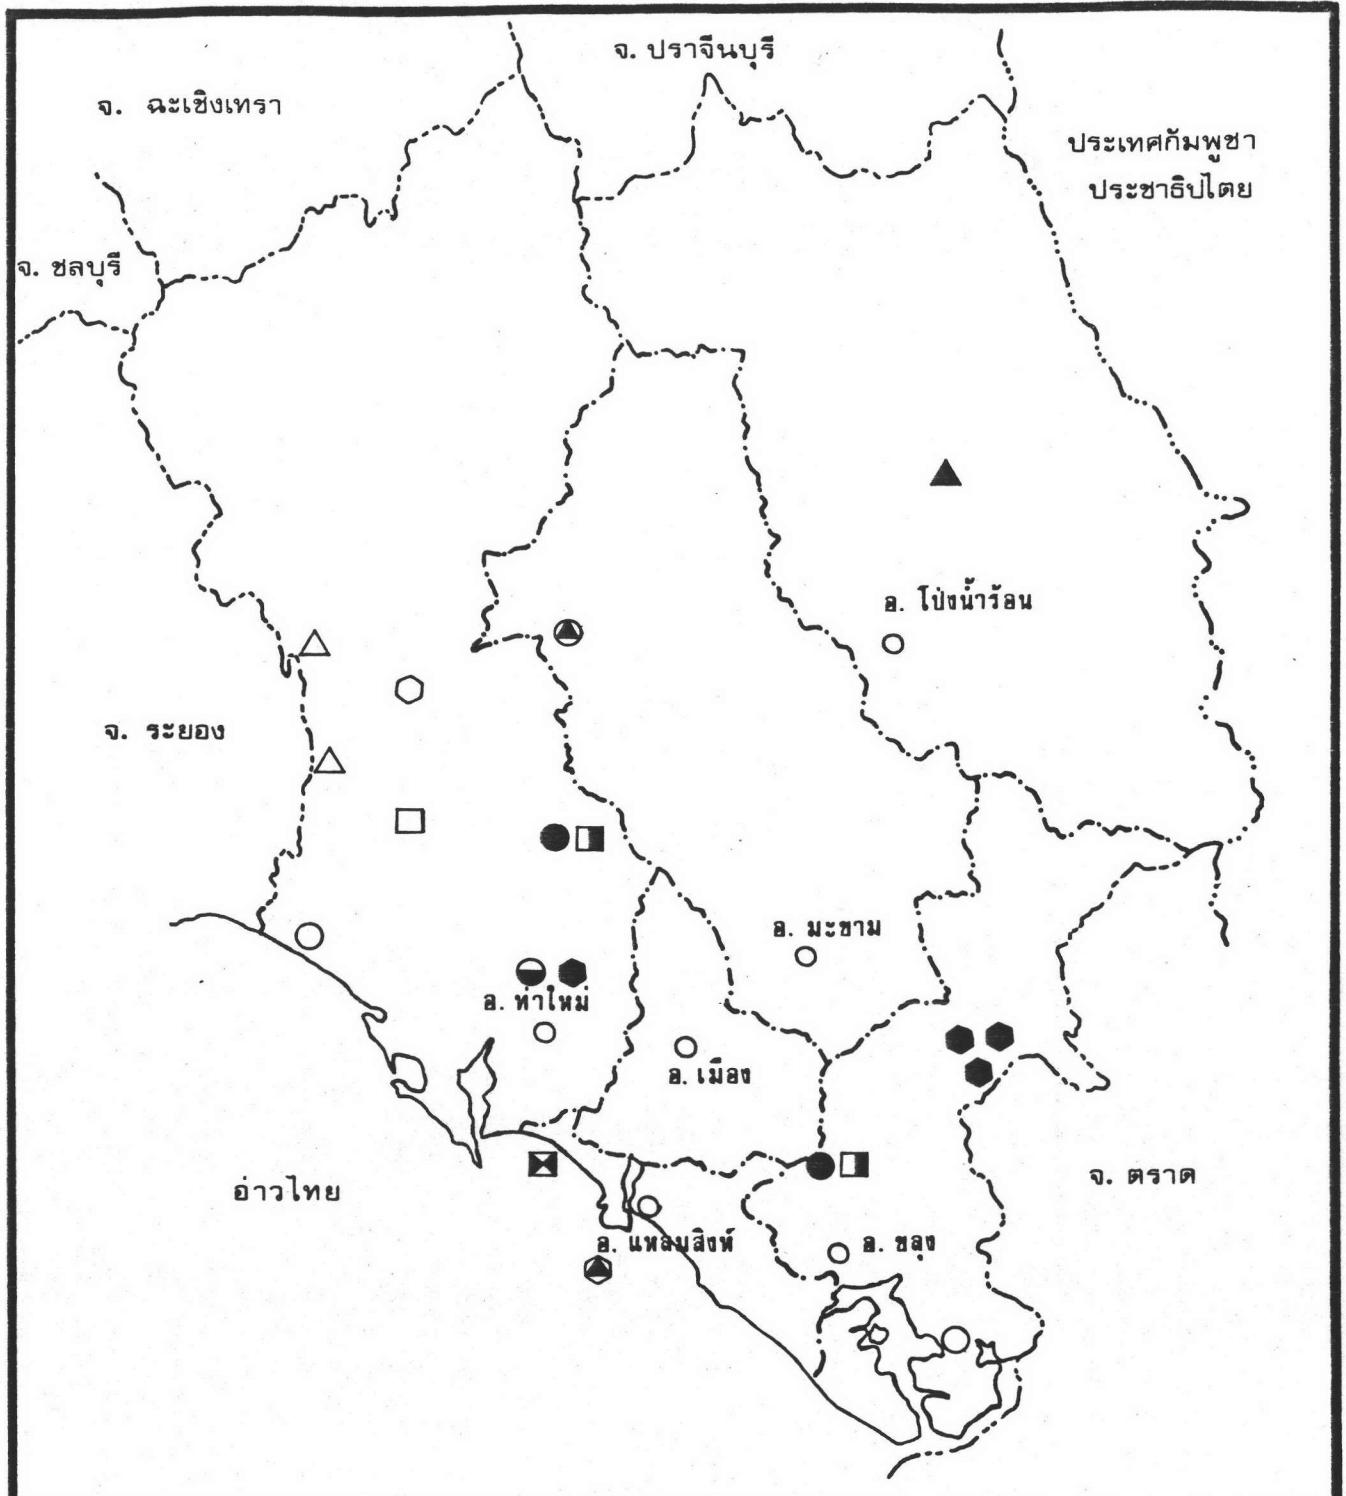 จ. ปราจีนบุรี
จ. ฉะเชิงเทรา
ประเทศกัมพูชา
ประชาธิปไตย
จ. ชลบุรี
อ. โป่งน้ำร้อน
จ. ระยอง
อ. มะขาม
อ. ท่าใหม่
อ. เมือง
จ. ตราด
อ่าวไทย
อ. แหลมสิงห์
อ. ขลุง